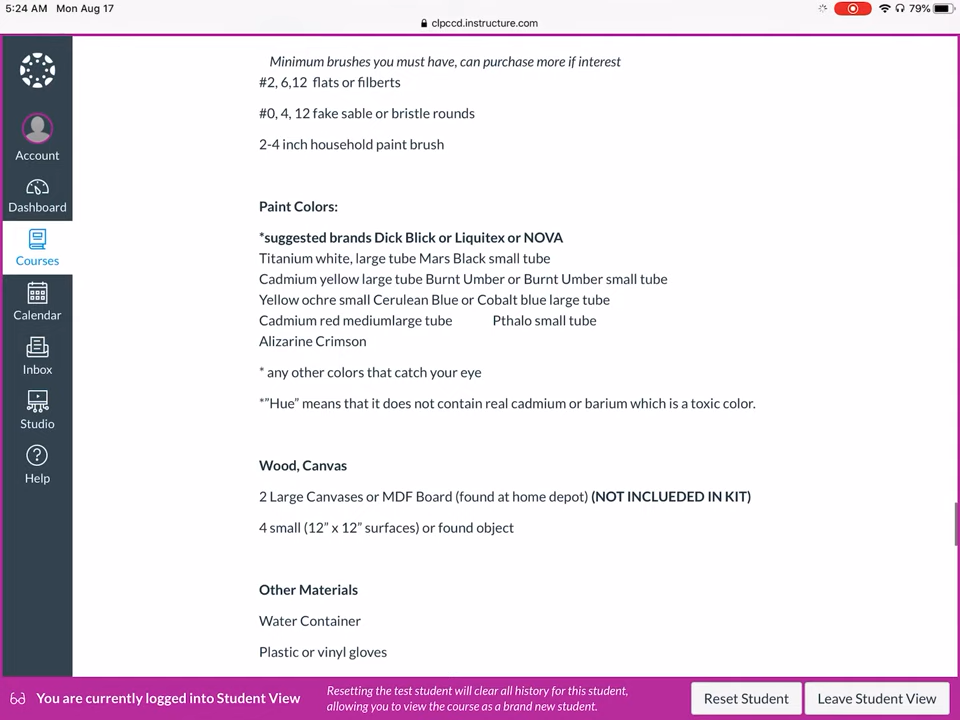 5:24 AM Mon Aug 17
79%
clpccd.instructure.com
Account
Dashboard
Courses
Calendar
Inbox
Studio
Help
Minimum brushes you must have, can purchase more if interest
#2, 6,12 flats or filberts
#0, 4, 12 fake sable or bristle rounds
2-4 inch household paint brush
Paint Colors:
*suggested brands Dick Blick or Liquitex or NOVA
Titanium white, large tube Mars Black small tube
Cadmium yellow large tube Burnt Umber or Burnt Umber small tube
Yellow ochre small Cerulean Blue or Cobalt blue large tube
Cadmium red mediumlarge tube Pthalo small tube
Alizarine Crimson
* any other colors that catch your eye
*”Hue” means that it does not contain real cadmium or barium which is a toxic color.
Wood, Canvas
2 Large Canvases or MDF Board (found at home depot) (NOT INCLUEDED IN KIT)
4 small (12” x 12” surfaces) or found object
Other Materials
Water Container
Plastic or vinyl gloves
You are currently logged into Student View
Resetting the test student will clear all history for this student,
allowing you to view the course as a brand new student.
Reset Student
Leave Student View